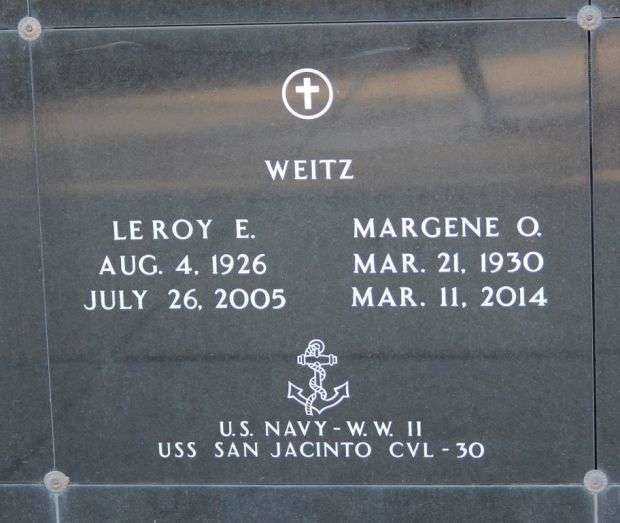 WEITZ
LEROY E. MARGENE O.
AUG. 4, 1926 MAR. 21, 1930
JULY 26, 2005 MAR. 11, 2014
U.S. NAVY - W.W. II
USS SAN JACINTO CVL - 30